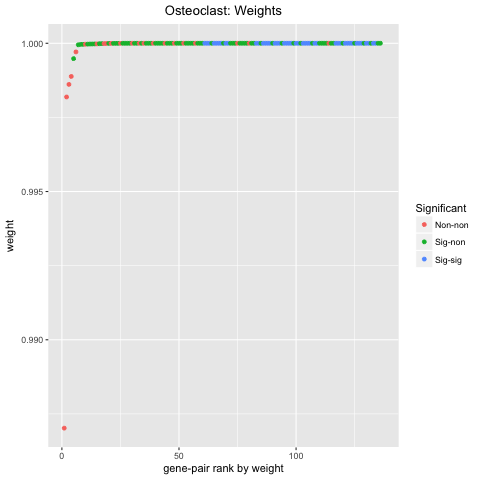 Osteoclast: Weights
1.000
0.995
0.990
weight
0
50
100
gene-pair rank by weight
Significant
Non-non
Sig-non
Sig-sig